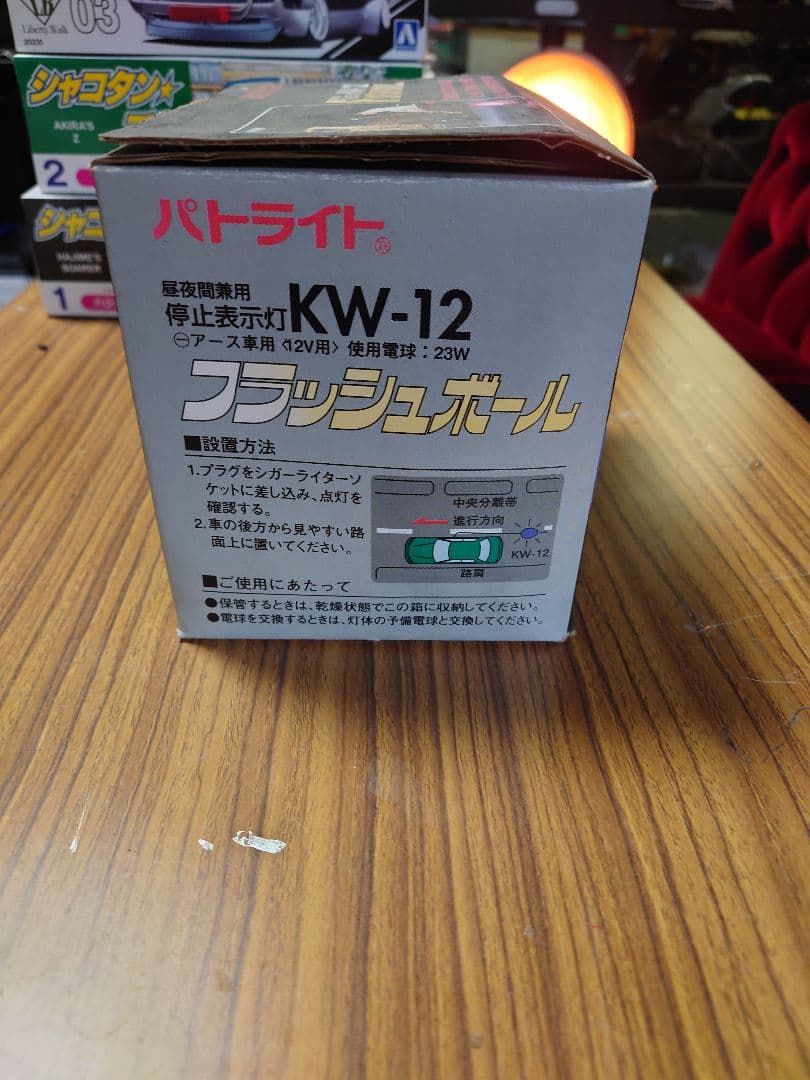 03
Liberty Walk
20230
シャコタン★
AKIRA'S
Z
2
シャコ
HAJIME'S
1
パトライト®
昼夜間兼用
停止表示灯KW-12
⊖アース車用〈12V用〉使用電球：23W
フラッシュボール
■設置方法
1.プラグをシガーライターソ
ケットに差し込み、点灯を
確認する。
2.車の後方から見やすい路
面上に置いてください。
中央分離帯
進行方向
KW-12
路肩
■ご使用にあたって
●保管するときは、乾燥状態でこの箱に収納してください。
●電球を交換するときは、灯体の予備電球と交換してください。